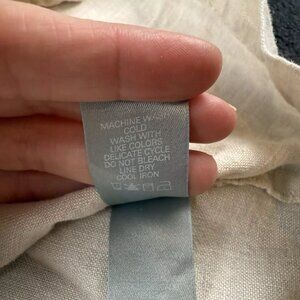 MACHINE WASH
COLD
WASH WITH
LIKE COLORS
DELICATE CYCLE
DO NOT BLEACH
LINE DRY
COOL IRON